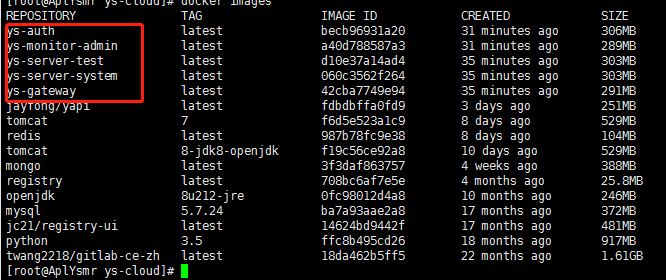 [root@AplYsmr ys-cloud]# docker images
REPOSITORY TAG IMAGE ID CREATED SIZE
ys-auth latest becb96931a20 31 minutes ago 306MB
ys-monitor-admin latest a40d788587a3 31 minutes ago 289MB
ys-server-test latest d10e37a14ad4 35 minutes ago 303MB
ys-server-system latest 060c3562f264 35 minutes ago 303MB
ys-gateway latest 42cba7749e94 35 minutes ago 291MB
jayfong/yapi latest fdbdbffa0fd9 3 days ago 251MB
tomcat 7 f6d5e523a1c9 8 days ago 529MB
redis latest 987b78fc9e38 8 days ago 104MB
tomcat 8-jdk8-openjdk f19c56ce92a8 10 days ago 529MB
mongo latest 3f3daf863757 4 weeks ago 388MB
registry latest 708bc6af7e5e 4 months ago 25.8MB
openjdk 8u212-jre 0fc98012d4a8 10 months ago 246MB
mysql 5.7.24 ba7a93aae2a8 17 months ago 372MB
jc21/registry-ui latest 14624bd9442f 17 months ago 481MB
python 3.5 ffc8b495cd26 18 months ago 917MB
twang2218/gitlab-ce-zh latest 18da462b5ff5 22 months ago 1.61GB
[root@AplYsmr ys-cloud]#